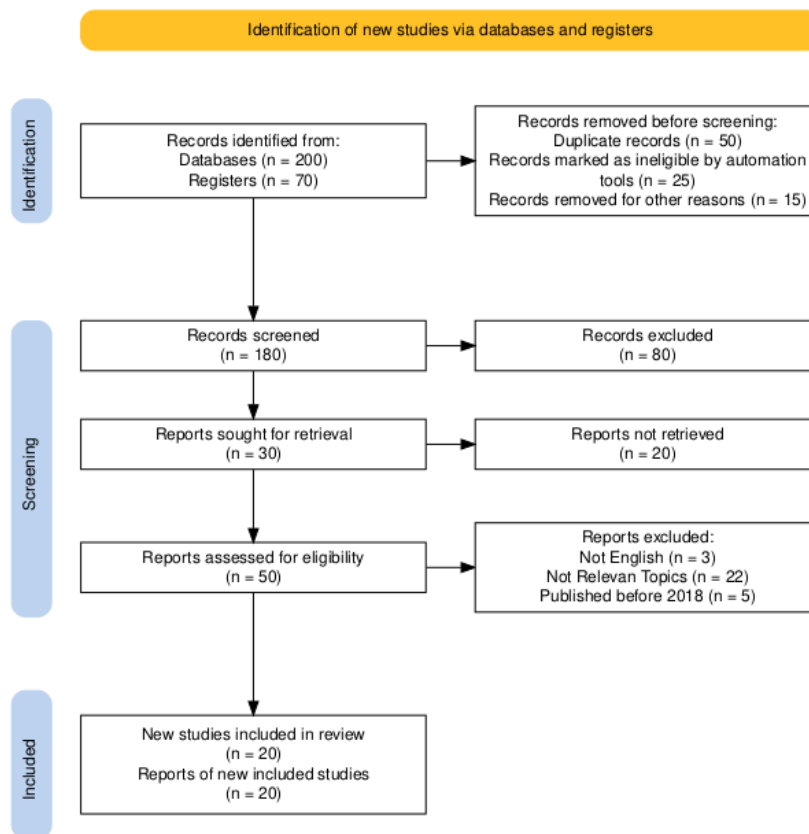 Identification of new studies via databases and registers
Identification
Records identified from:
Databases (n = 200)
Registers (n = 70)
Records removed before screening:
Duplicate records (n = 50)
Records marked as ineligible by automation
tools (n = 25)
Records removed for other reasons (n = 15)
Screening
Records screened
(n = 180)
Records excluded
(n = 80)
Reports sought for retrieval
(n = 30)
Reports not retrieved
(n = 20)
Reports assessed for eligibility
(n = 50)
Reports excluded:
Not English (n = 3)
Not Relevan Topics (n = 22)
Published before 2018 (n = 5)
Included
New studies included in review
(n = 20)
Reports of new included studies
(n = 20)